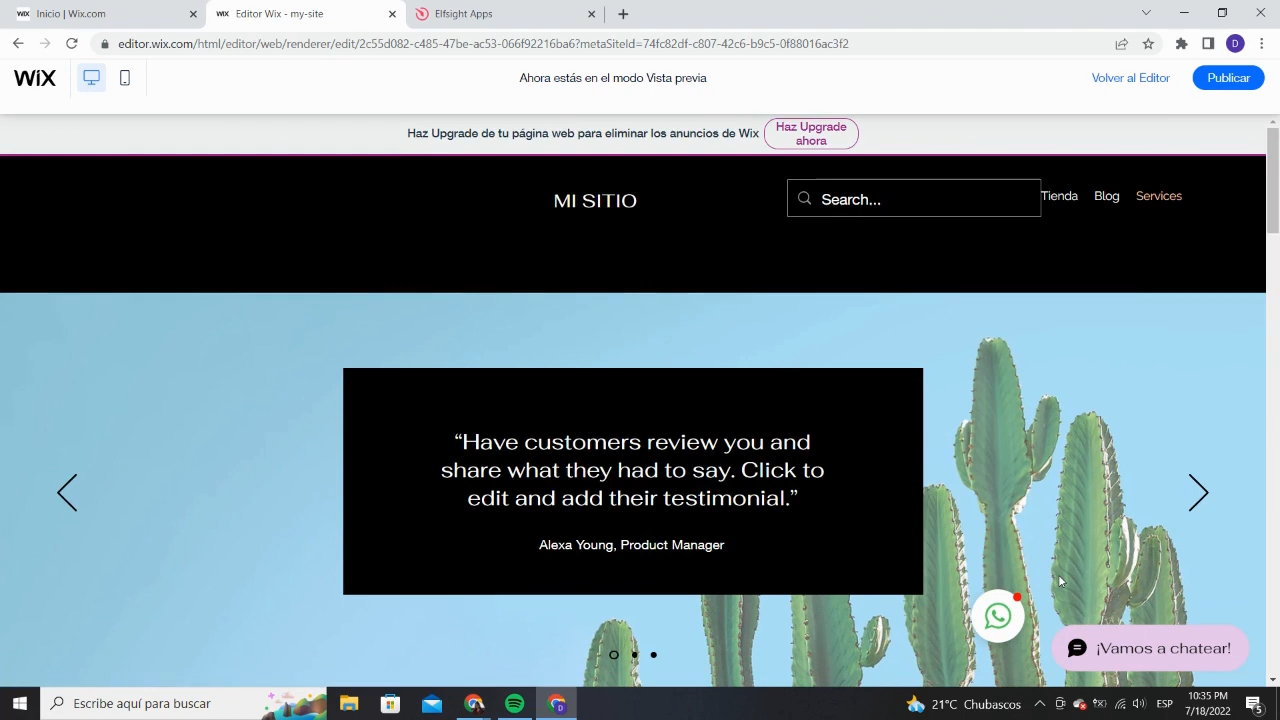 WIX Inicio | Wix.com
WIX Editor Wix - my-site
Elfsight Apps
editor.wix.com/html/editor/web/renderer/edit/2c55d082-c485-47be-ac53-066f02216ba6?metaSiteId=74fc82df-c807-42c6-b9c5-0f88016ac3f2
D
WiX
Ahora estás en el modo Vista previa
Volver al Editor
Publicar
Haz Upgrade de tu página web para eliminar los anuncios de Wix
Haz Upgrade
ahora
MI SITIO
Search...
Tienda
Blog
Services
“Have customers review you and
share what they had to say. Click to
edit and add their testimonial.”
Alexa Young, Product Manager
¡Vamos a chatear!
Escribe aquí para buscar
D
21°C Chubascos
ESP
10:35 PM
7/18/2022
5